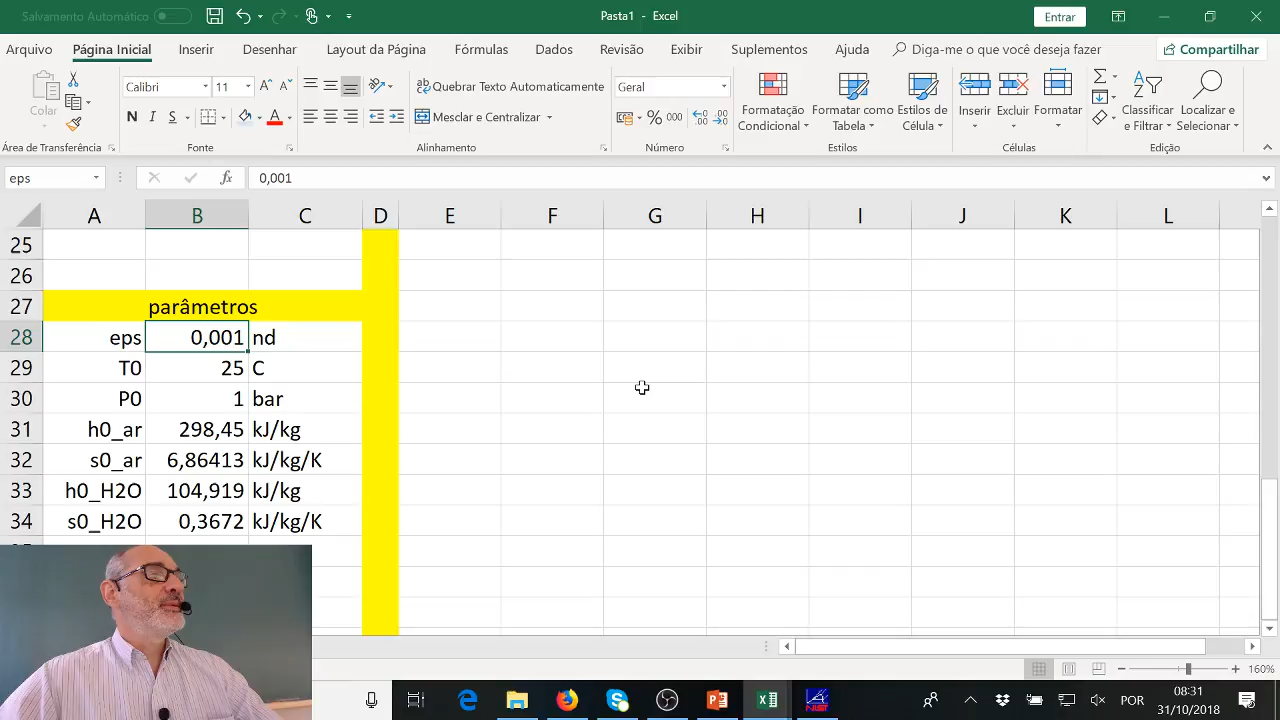 Salvamento Automático
Pasta1 - Excel
Entrar
Arquivo Página Inicial Inserir Desenhar Layout da Página Fórmulas Dados Revisão Exibir Suplementos Ajuda Diga-me o que você deseja fazer Compartilhar
Colar
Calibri 11
N I S
Quebrar Texto Automaticamente
Mesclar e Centralizar
Geral
% 000
Formatação Condicional
Formatar como Tabela
Estilos de Célula
Inserir
Excluir
Formatar
Classificar e Filtrar
Localizar e Selecionar
Área de Transferência Fonte Alinhamento Número Estilos Células Edição
eps fx 0,001
A B C D E F G H I J K L
25
26
27 parâmetros
28 eps 0,001 nd
29 T0 25 C
30 P0 1 bar
31 h0_ar 298,45 kJ/kg
32 s0_ar 6,86413 kJ/kg/K
33 h0_H2O 104,919 kJ/kg
34 s0_H2O 0,3672 kJ/kg/K
160%
POR
08:31
31/10/2018